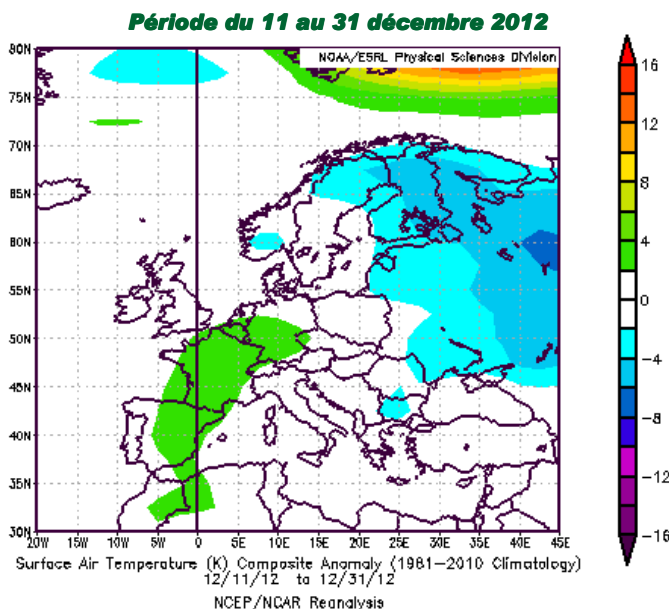 Période du 11 au 31 décembre 2012
NOAA/ESRL Physical Sciences Division
80N
75N
70N
65N
60N
55N
50N
45N
40N
35N
30N
20W 15W 10W 5W 0 5E 10E 15E 20E 25E 30E 35E 40E 45E
16
12
8
4
0
−4
−8
−12
−16
Surface Air Temperature (K) Composite Anomaly (1981−2010 Climatology)
12/11/12 to 12/31/12
NCEP/NCAR Reanalysis